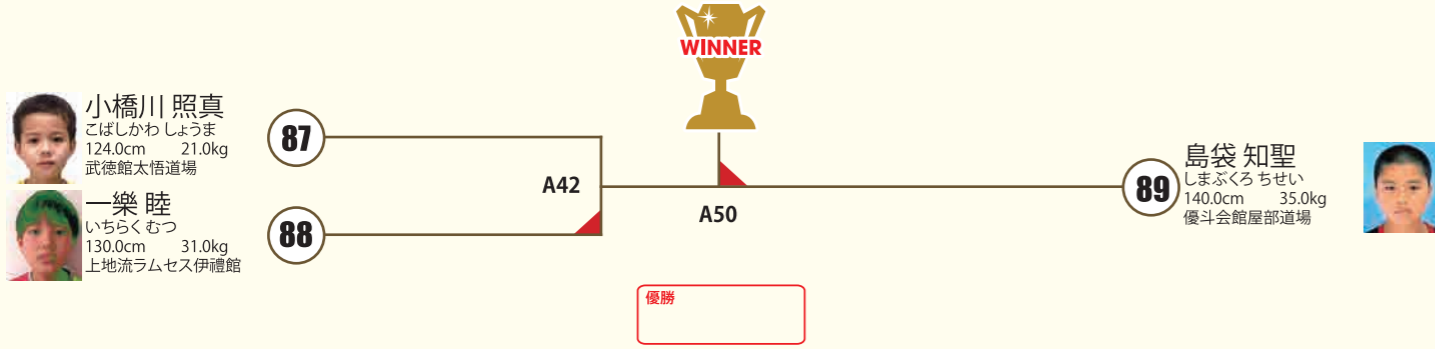 WINNER
小橋川 照真
こばしかわ しょうま
124.0cm 21.0kg
武徳館太悟道場
87
一樂 睦
いちらく むつ
130.0cm 31.0kg
上地流ラムセス伊禮館
88
A42
A50
89
島袋 知聖
しまぶくろ ちせい
140.0cm 35.0kg
優斗会館屋部道場
優勝